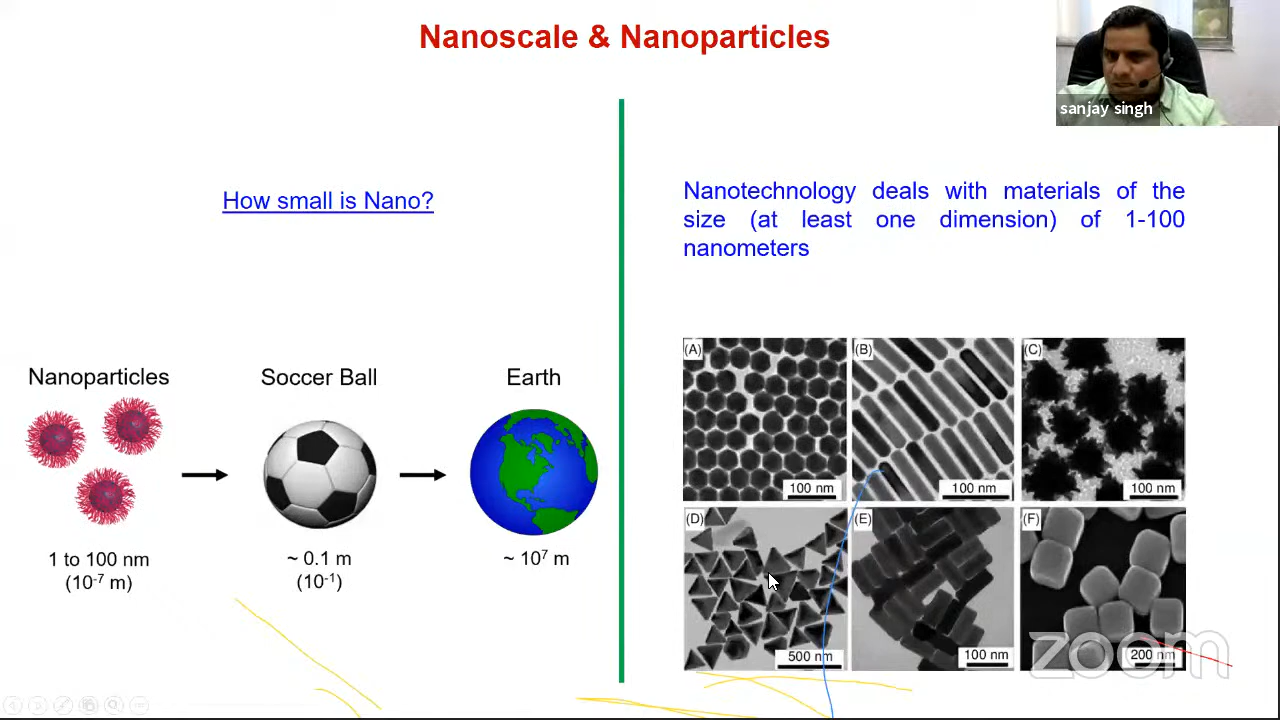 Nanoscale & Nanoparticles
sanjay singh
How small is Nano?
Nanoparticles
Soccer Ball
Earth
1 to 100 nm
(10⁻⁷ m)
~ 0.1 m
(10⁻¹)
~ 10⁷ m
Nanotechnology deals with materials of the
size (at least one dimension) of 1-100
nanometers
(A)
100 nm
(B)
100 nm
(C)
100 nm
(D)
500 nm
(E)
100 nm
(F)
200 nm
zoom